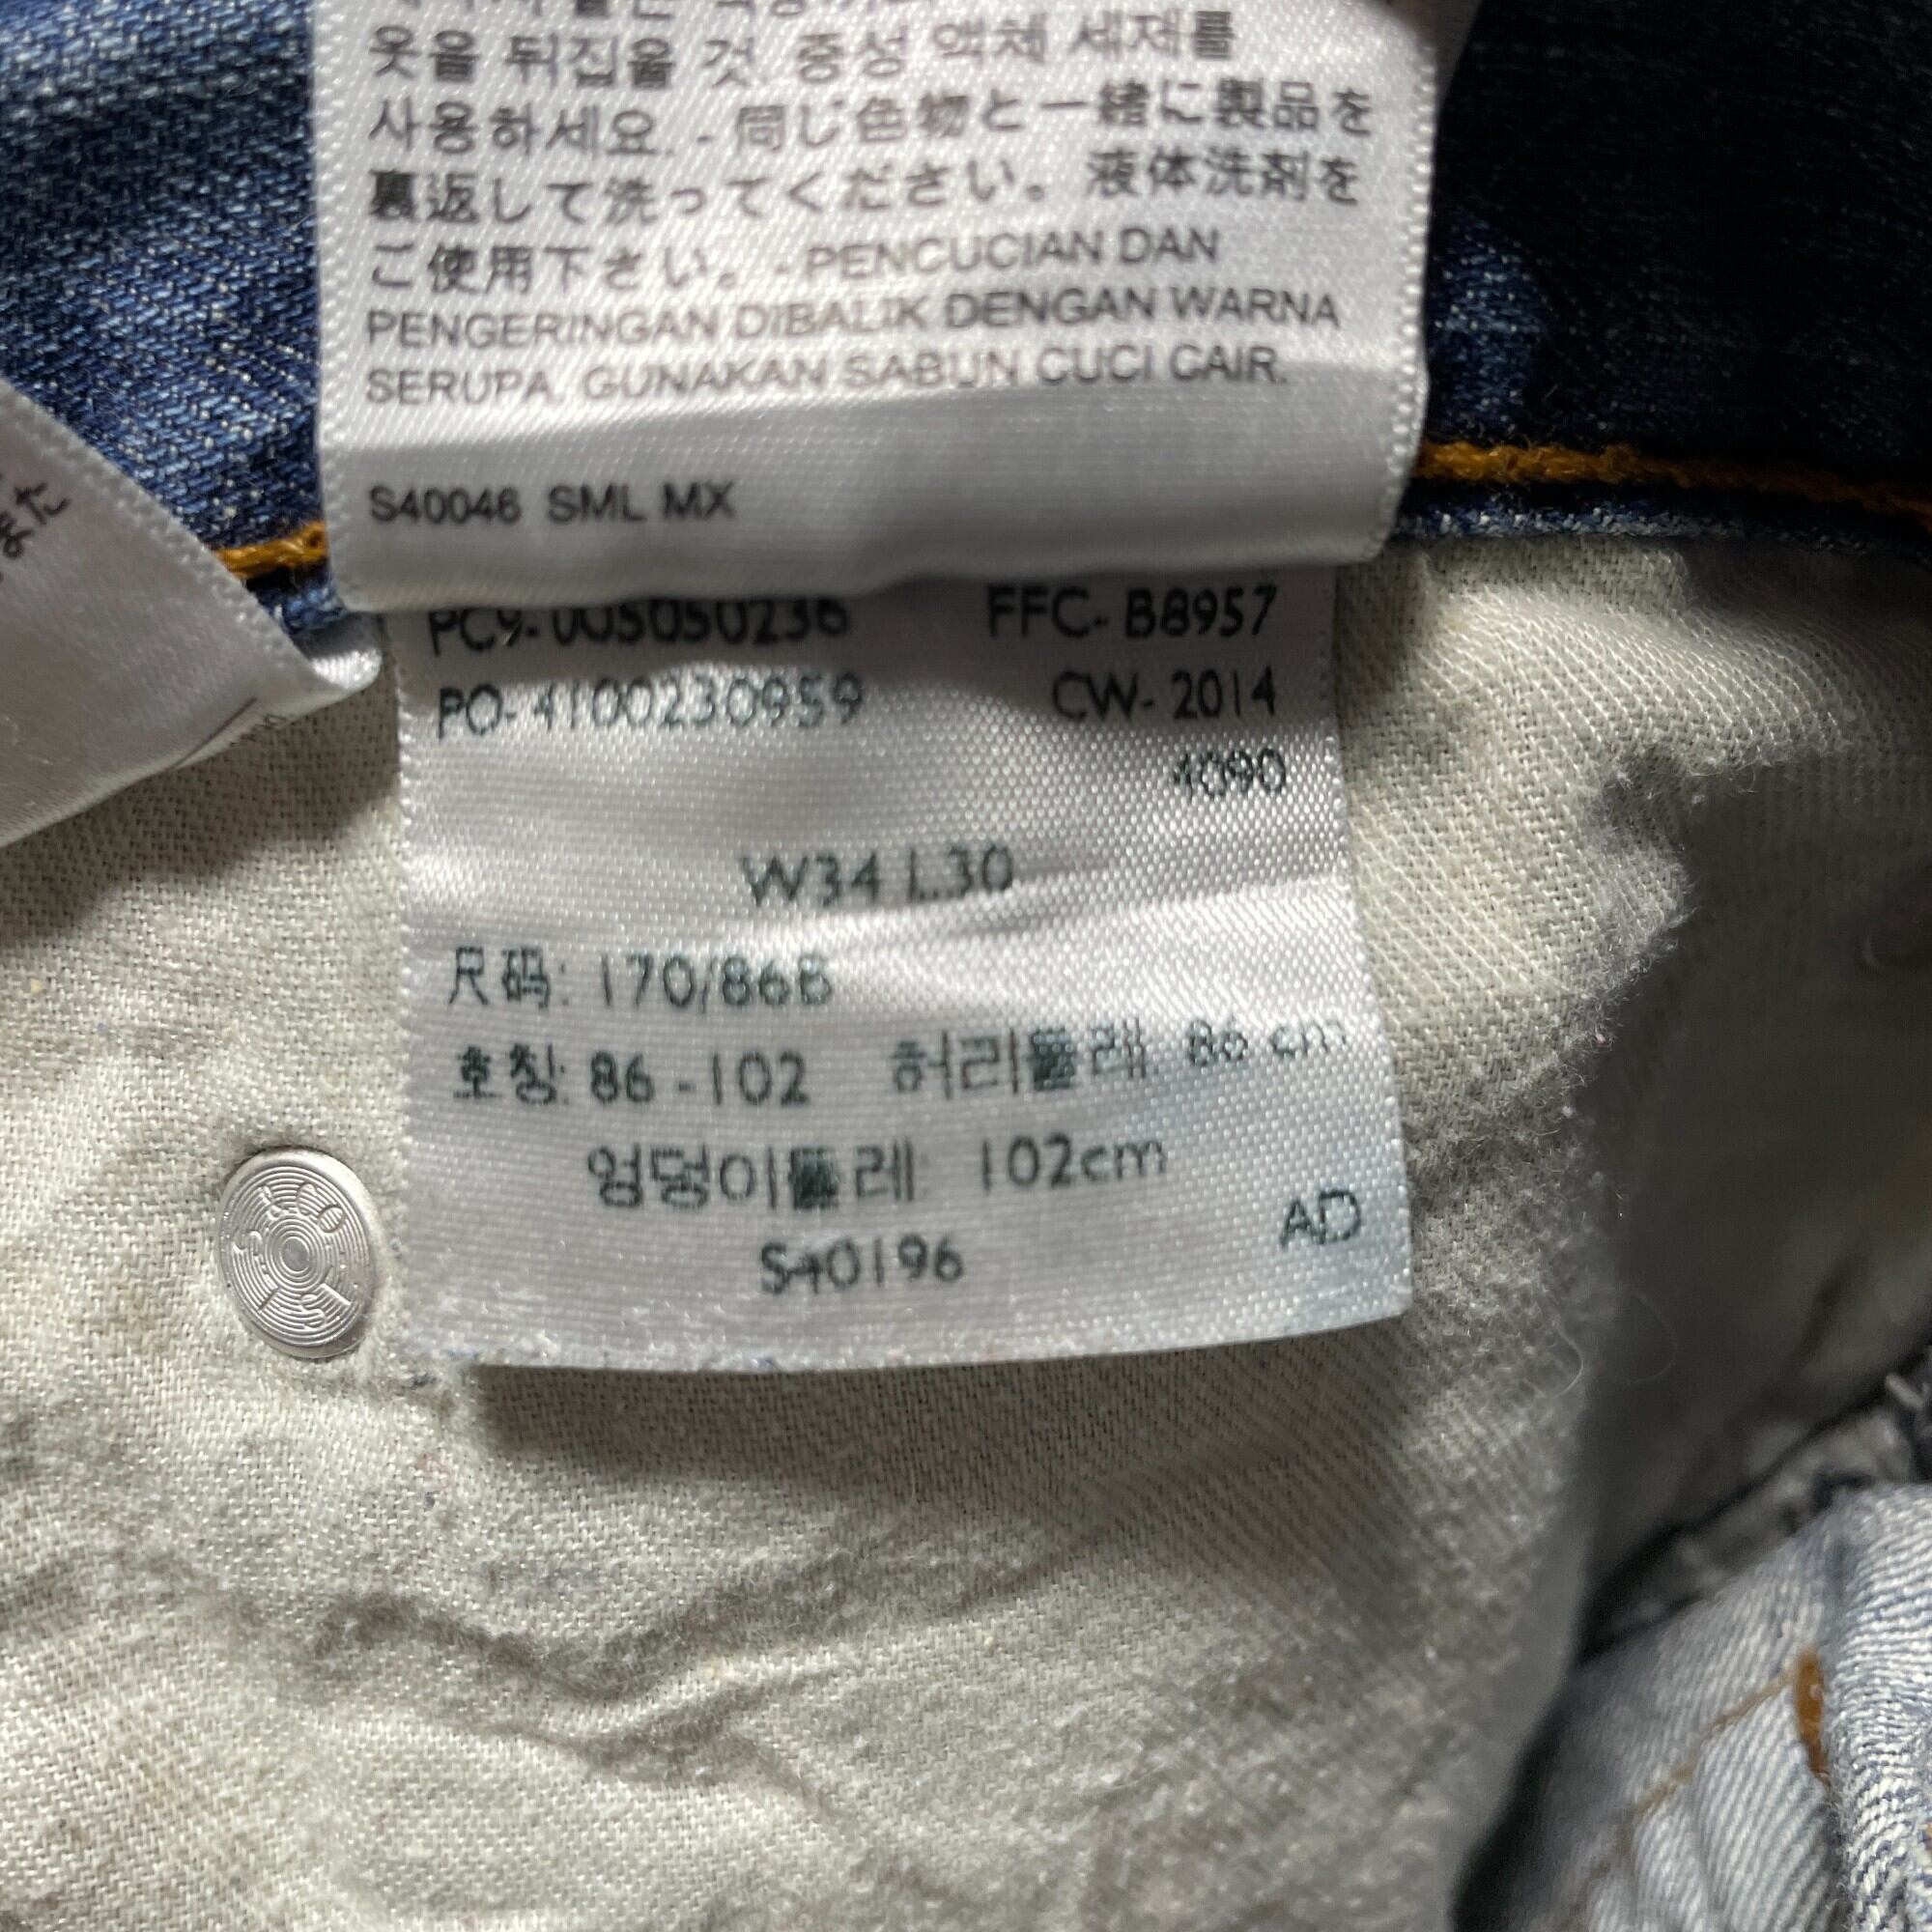 옷을 뒤집을 것. 중성 액체 세제를
사용하세요. - 同じ色物と一緒に製品を
裏返して洗ってください。 液体洗剤を
ご使用下さい。 - PENCUCIAN DAN
PENGERINGAN DIBALIK DENGAN WARNA
SERUPA. GUNAKAN SABUN CUCI CAIR.
S40046 SML MX
PC9- 005050236 FFC- B8957
PO- 4100230959 CW- 2014
4090
W34 L30
尺码: 170/86B
호칭: 86 - 102 허리둘레: 86 cm
엉덩이둘레: 102cm
S40196 AD
また